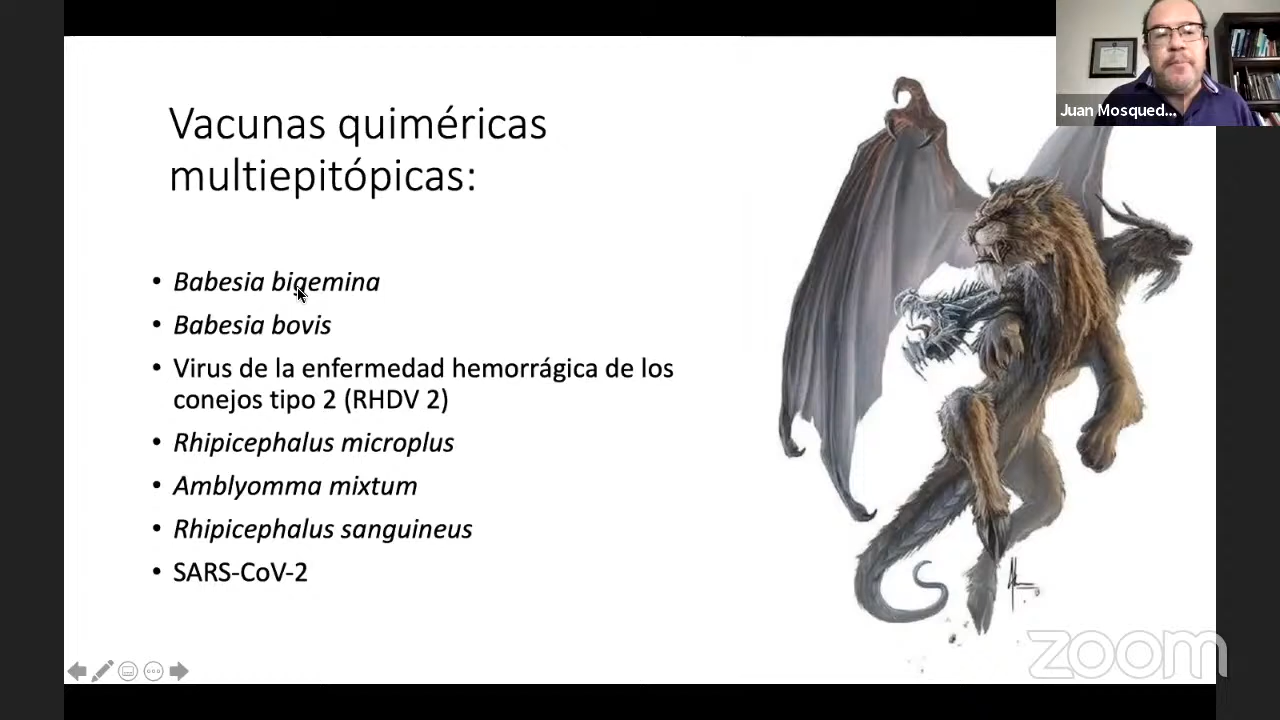 Juan Mosqued...
Vacunas quiméricas
multiepitópicas:
• Babesia bigemina
• Babesia bovis
• Virus de la enfermedad hemorrágica de los
conejos tipo 2 (RHDV 2)
• Rhipicephalus microplus
• Amblyomma mixtum
• Rhipicephalus sanguineus
• SARS-CoV-2
zoom